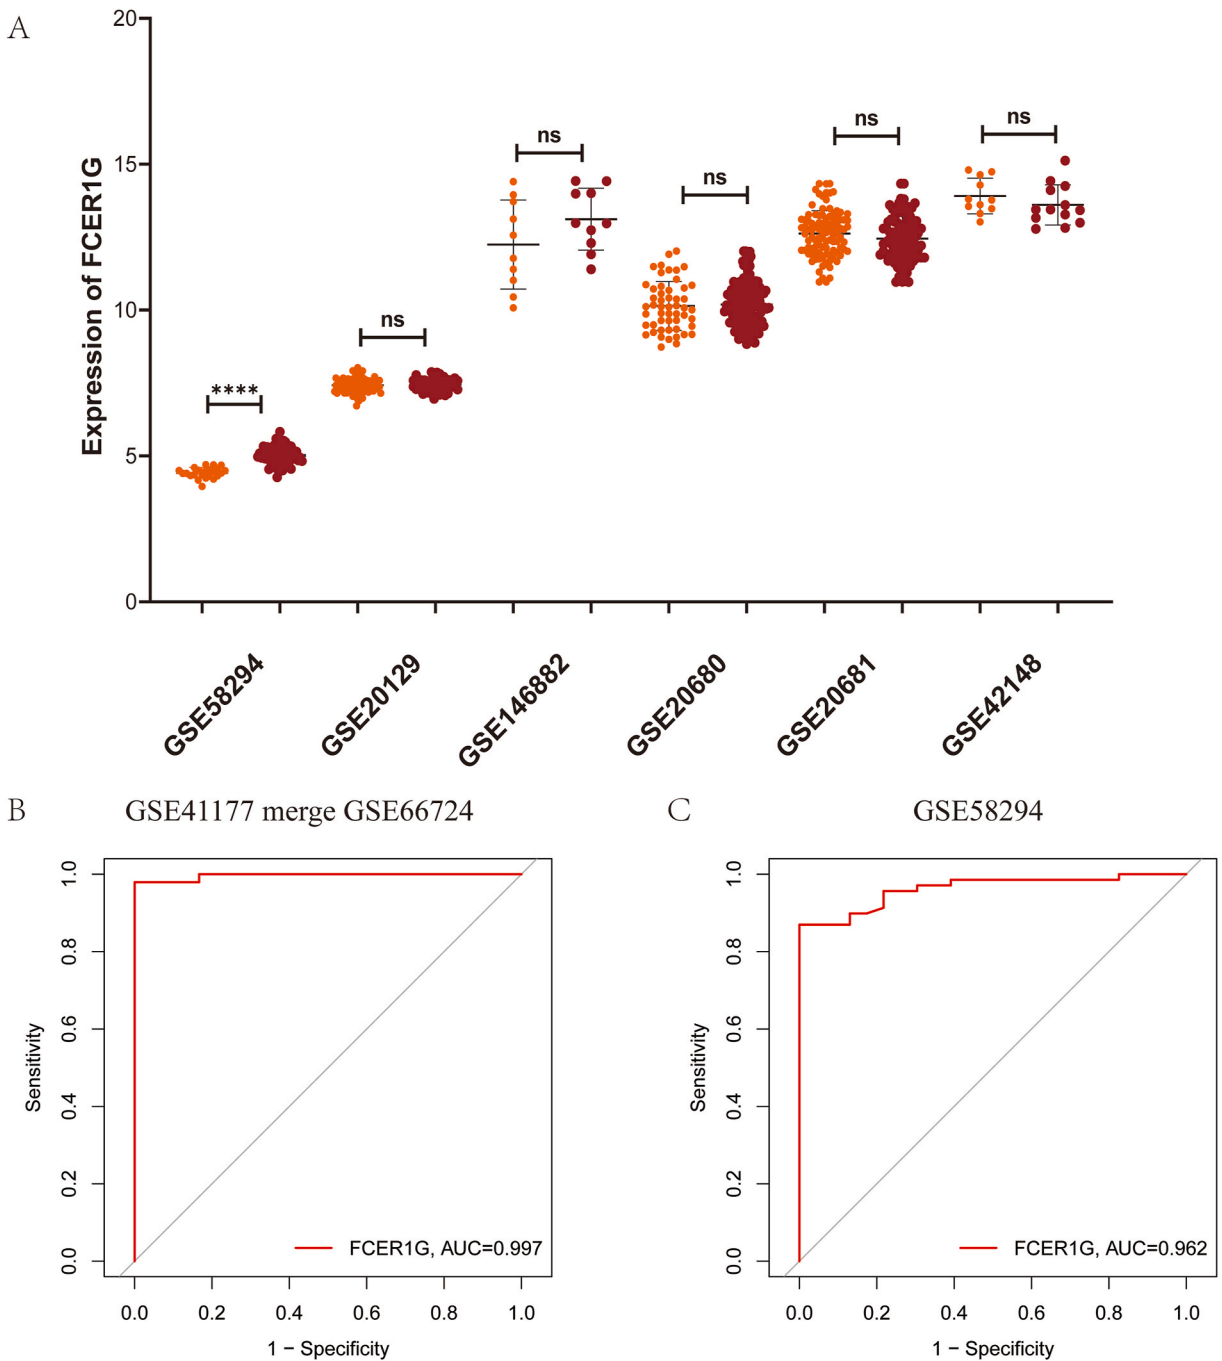 A
20
15
10
5
0
Expression of FCER1G
****
ns
ns
ns
ns
ns
GSE58294
GSE20129
GSE146882
GSE20680
GSE20681
GSE42148
B
GSE41177 merge GSE66724
Sensitivity
1.0
0.8
0.6
0.4
0.2
0.0
FCER1G, AUC=0.997
0.0 0.2 0.4 0.6 0.8 1.0
1 − Specificity
C
GSE58294
Sensitivity
1.0
0.8
0.6
0.4
0.2
0.0
FCER1G, AUC=0.962
0.0 0.2 0.4 0.6 0.8 1.0
1 − Specificity